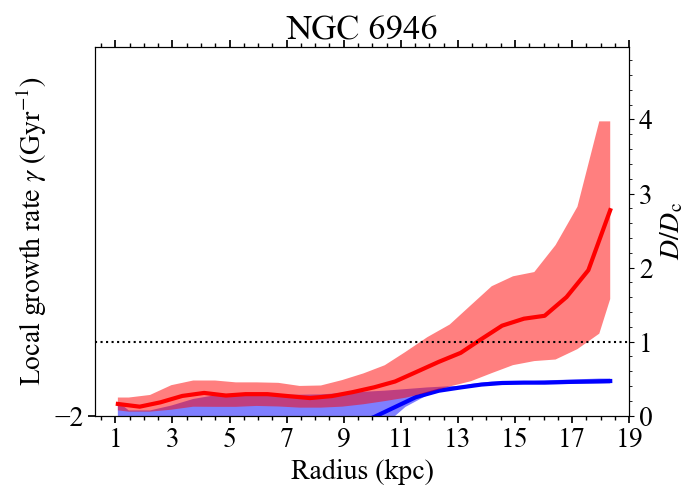 NGC 6946
Local growth rate γ (Gyr⁻¹)
−2
1 3 5 7 9 11 13 15 17 19
Radius (kpc)
4
3
2
1
0
D/D_c